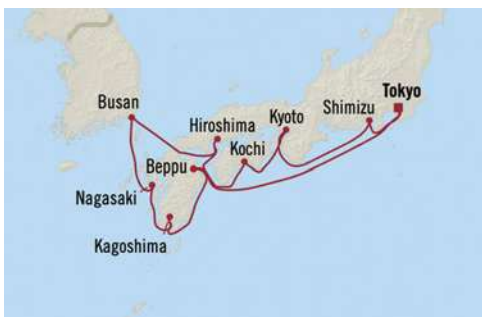 Tokyo
Busan
Shimizu
Kyoto
Hiroshima
Kochi
Beppu
Nagasaki
Kagoshima